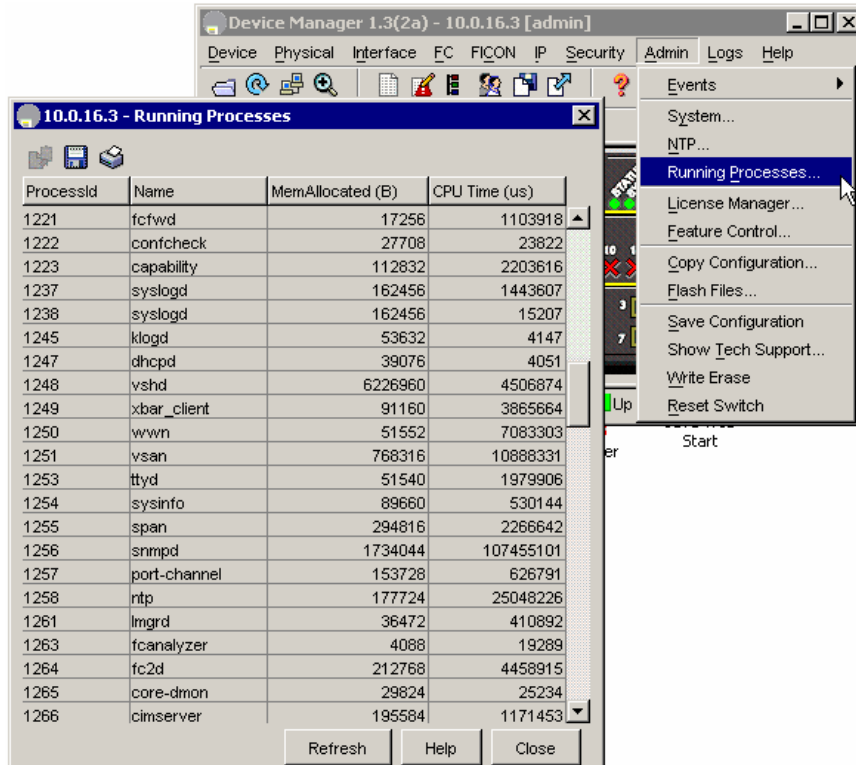 Device Manager 1.3(2a) - 10.0.16.3 [admin]
Device Physical Interface FC FICON IP Security Admin Logs Help
Events
System...
NTP...
Running Processes...
License Manager...
Feature Control...
Copy Configuration...
Flash Files...
Save Configuration
Show Tech Support...
Write Erase
Reset Switch
10.0.16.3 - Running Processes
ProcessId Name MemAllocated (B) CPU Time (us)
1221 fcfwd 17256 1103918
1222 confcheck 27708 23822
1223 capability 112832 2203616
1237 syslogd 162456 1443607
1238 syslogd 162456 15207
1245 klogd 53632 4147
1247 dhcpd 39076 4051
1248 vshd 6226960 4506874
1249 xbar_client 91160 3865664
1250 wwn 51552 7083303
1251 vsan 768316 10888331
1253 ttyd 51540 1979906
1254 sysinfo 89660 530144
1255 span 294816 2266642
1256 snmpd 1734044 107455101
1257 port-channel 153728 626791
1258 ntp 177724 25048226
1261 lmgrd 36472 410892
1263 fcanalyzer 4088 19289
1264 fc2d 212768 4458915
1265 core-dmon 29824 25234
1266 cimserver 195584 1171453
Refresh Help Close
10
3
7
Up
er
Start